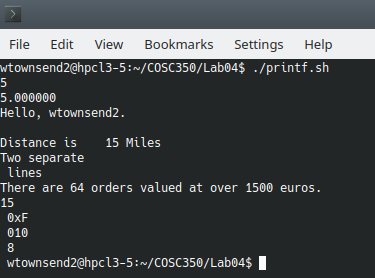 File Edit View Bookmarks Settings Help
wtownsend2@hpcl3-5:~/COSC350/Lab04$ ./printf.sh
5
5.000000
Hello, wtownsend2.
Distance is    15 Miles
Two separate
 lines
There are 64 orders valued at over 1500 euros.
15
 0xF
 010
 8
 wtownsend2@hpcl3-5:~/COSC350/Lab04$